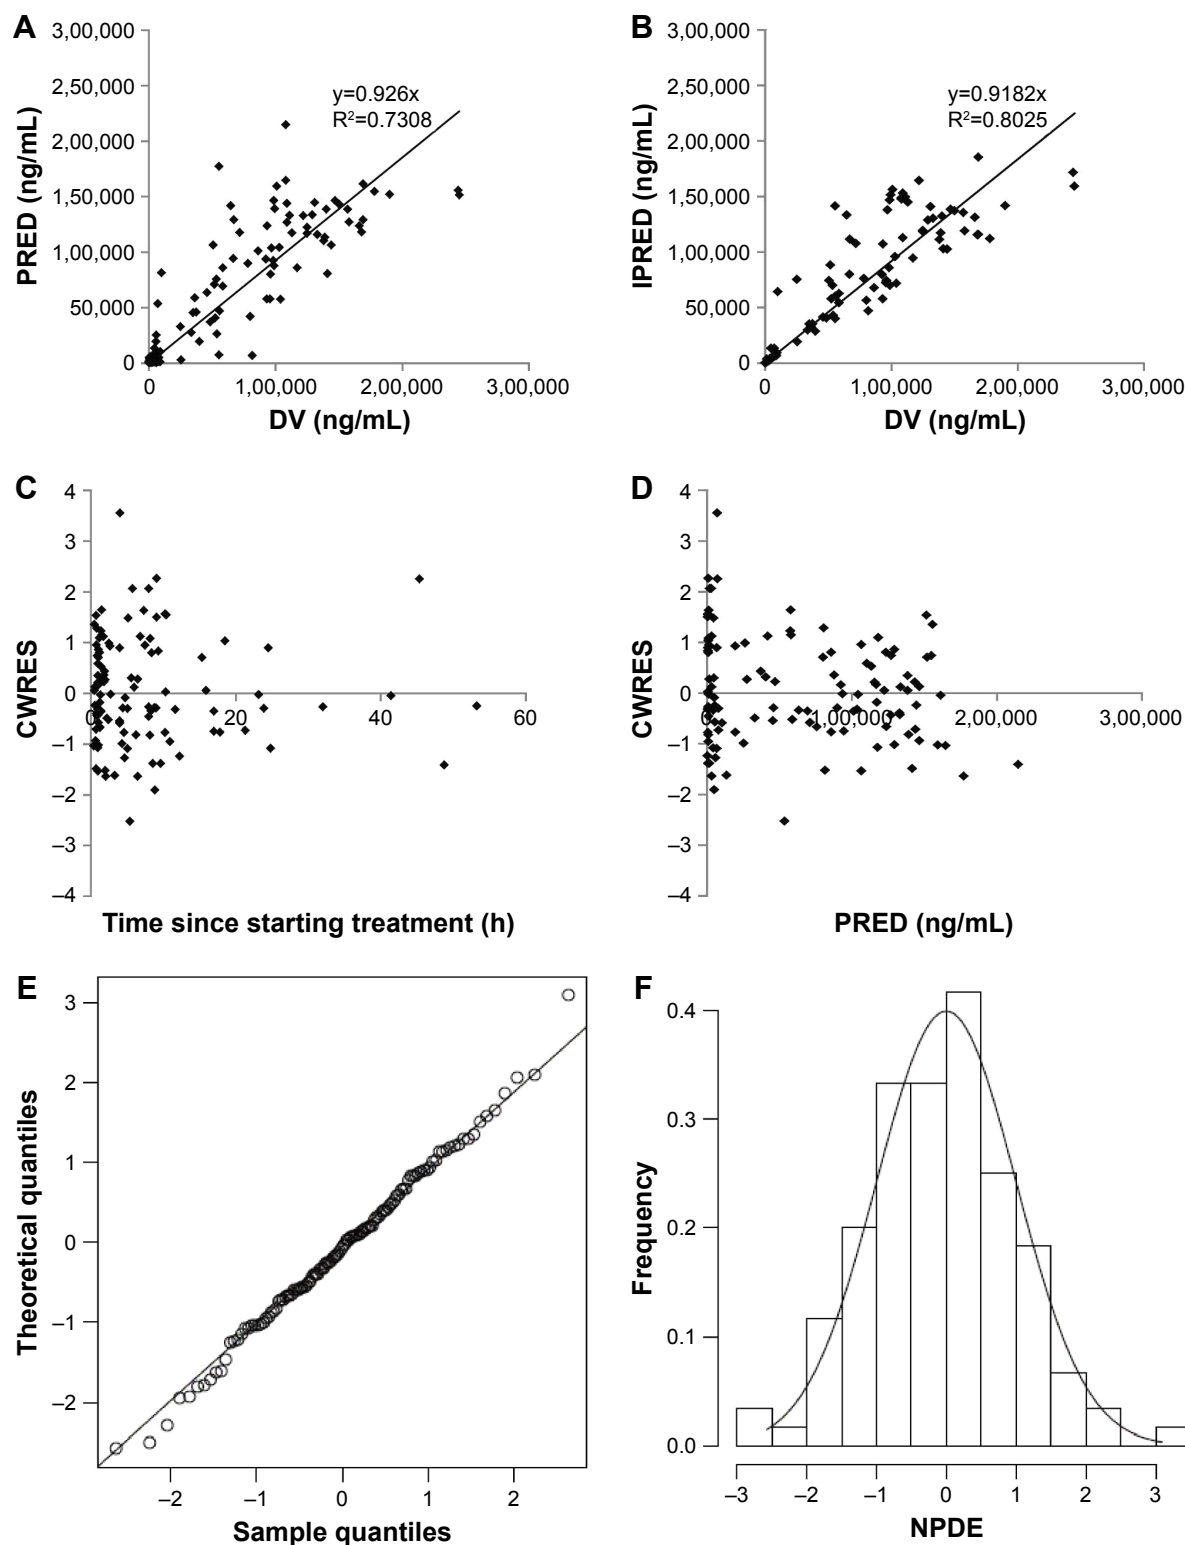 A
3,00,000
2,50,000
2,00,000
1,50,000
1,00,000
50,000
0
PRED (ng/mL)
y=0.926x
R²=0.7308
0 1,00,000 2,00,000 3,00,000
DV (ng/mL)
B
3,00,000
2,50,000
2,00,000
1,50,000
1,00,000
50,000
0
IPRED (ng/mL)
y=0.9182x
R²=0.8025
0 1,00,000 2,00,000 3,00,000
DV (ng/mL)
C
4
3
2
1
0
–1
–2
–3
–4
CWRES
0 20 40 60
Time since starting treatment (h)
D
4
3
2
1
0
–1
–2
–3
–4
CWRES
0 1,00,000 2,00,000 3,00,000
PRED (ng/mL)
E
3
2
1
0
–1
–2
Theoretical quantiles
–2 –1 0 1 2
Sample quantiles
F
0.4
0.3
0.2
0.1
0.0
Frequency
–3 –2 –1 0 1 2 3
NPDE